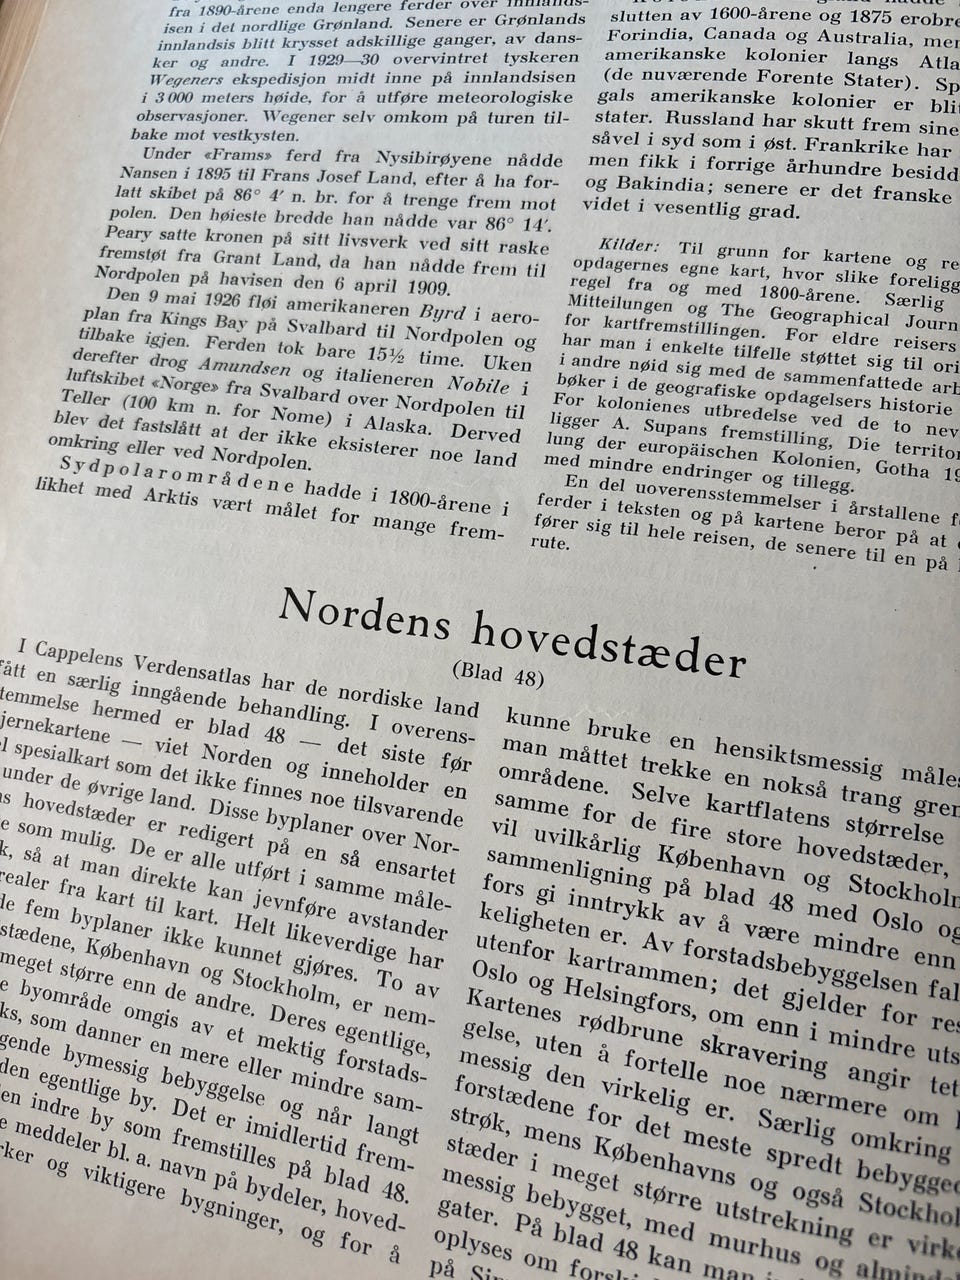 fra 1890-årene enda lengere ferder over innlands-
isen i det nordlige Grønland. Senere er Grønlands
innlandsis blitt krysset adskillige ganger, av dans-
ker og andre. I 1929—30 overvintret tyskeren
Wegeners ekspedisjon midt inne på innlandsisen
i 3 000 meters høide, for å utføre meteorologiske
observasjoner. Wegener selv omkom på turen til-
bake mot vestkysten.
Under «Frams» ferd fra Nysibirøyene nådde
Nansen i 1895 til Frans Josef Land, efter å ha for-
latt skibet på 86° 4′ n. br. for å trenge frem mot
polen. Den høieste bredde han nådde var 86° 14′.
Peary satte kronen på sitt livsverk ved sitt raske
fremstøt fra Grant Land, da han nådde frem til
Nordpolen på havisen den 6 april 1909.
Den 9 mai 1926 fløi amerikaneren Byrd i aero-
plan fra Kings Bay på Svalbard til Nordpolen og
tilbake igjen. Ferden tok bare 15½ time. Uken
derefter drog Amundsen og italieneren Nobile i
luftskibet «Norge» fra Svalbard over Nordpolen til
Teller (100 km n. for Nome) i Alaska. Derved
blev det fastslått at der ikke eksisterer noe land
omkring eller ved Nordpolen.
Sydpolarområdene hadde i 1800-årene i
likhet med Arktis vært målet for mange frem-
slutten av 1600-årene og 1875 erobre
Forindia, Canada og Australia, men
amerikanske kolonier langs Atla
(de nuværende Forente Stater). Sp
gals amerikanske kolonier er bli
stater. Russland har skutt frem sine
såvel i syd som i øst. Frankrike har
men fikk i forrige århundre besidd
og Bakindia; senere er det franske
videt i vesentlig grad.
Kilder: Til grunn for kartene og re
opdagernes egne kart, hvor slike foreligg
regel fra og med 1800-årene. Særlig
Mitteilungen og The Geographical Journ
for kartfremstillingen. For eldre reisers
har man i enkelte tilfelle støttet sig til ori
i andre nøid sig med de sammenfattede arb
bøker i de geografiske opdagelsers historie
For kolonienes utbredelse ved de to nev
ligger A. Supans fremstilling, Die territor
lung der europäischen Kolonien, Gotha 19
med mindre endringer og tillegg.
En del uoverensstemmelser i årstallene f
ferder i teksten og på kartene beror på at
fører sig til hele reisen, de senere til en på
rute.
Nordens hovedstæder
(Blad 48)
I Cappelens Verdensatlas har de nordiske land
fått en særlig inngående behandling. I overens-
temmelse hermed er blad 48 — det siste før
jernekartene — viet Norden og inneholder en
l spesialkart som det ikke finnes noe tilsvarende
under de øvrige land. Disse byplaner over Nor-
s hovedstæder er redigert på en så ensartet
e som mulig. De er alle utført i samme måle-
k, så at man direkte kan jevnføre avstander
realer fra kart til kart. Helt likeverdige har
de fem byplaner ikke kunnet gjøres. To av
stædene, København og Stockholm, er nem-
meget større enn de andre. Deres egentlige,
e byområde omgis av et mektig forstads-
ks, som danner en mere eller mindre sam-
gende bymessig bebyggelse og når langt
den egentlige by. Det er imidlertid frem-
en indre by som fremstilles på blad 48.
e meddeler bl. a. navn på bydeler, hoved-
rker og viktigere bygninger, og for å
kunne bruke en hensiktsmessig måles
man måttet trekke en nokså trang gren
områdene. Selve kartflatens størrelse
samme for de fire store hovedstæder,
vil uvilkårlig København og Stockholm
sammenligning på blad 48 med Oslo og
fors gi inntrykk av å være mindre enn
keligheten er. Av forstadsbebyggelsen fal
utenfor kartrammen; det gjelder for res
Oslo og Helsingfors, om enn i mindre uts
Kartenes rødbrune skravering angir tet
gelse, uten å fortelle noe nærmere om
messig den virkelig er. Særlig omkring
forstædene for det meste spredt bebygged
strøk, mens Københavns og også Stockhol
stæder i meget større utstrekning er virke
messig bebygget, med murhus og almindel
gater. På blad 48 kan man
oplyses om
på